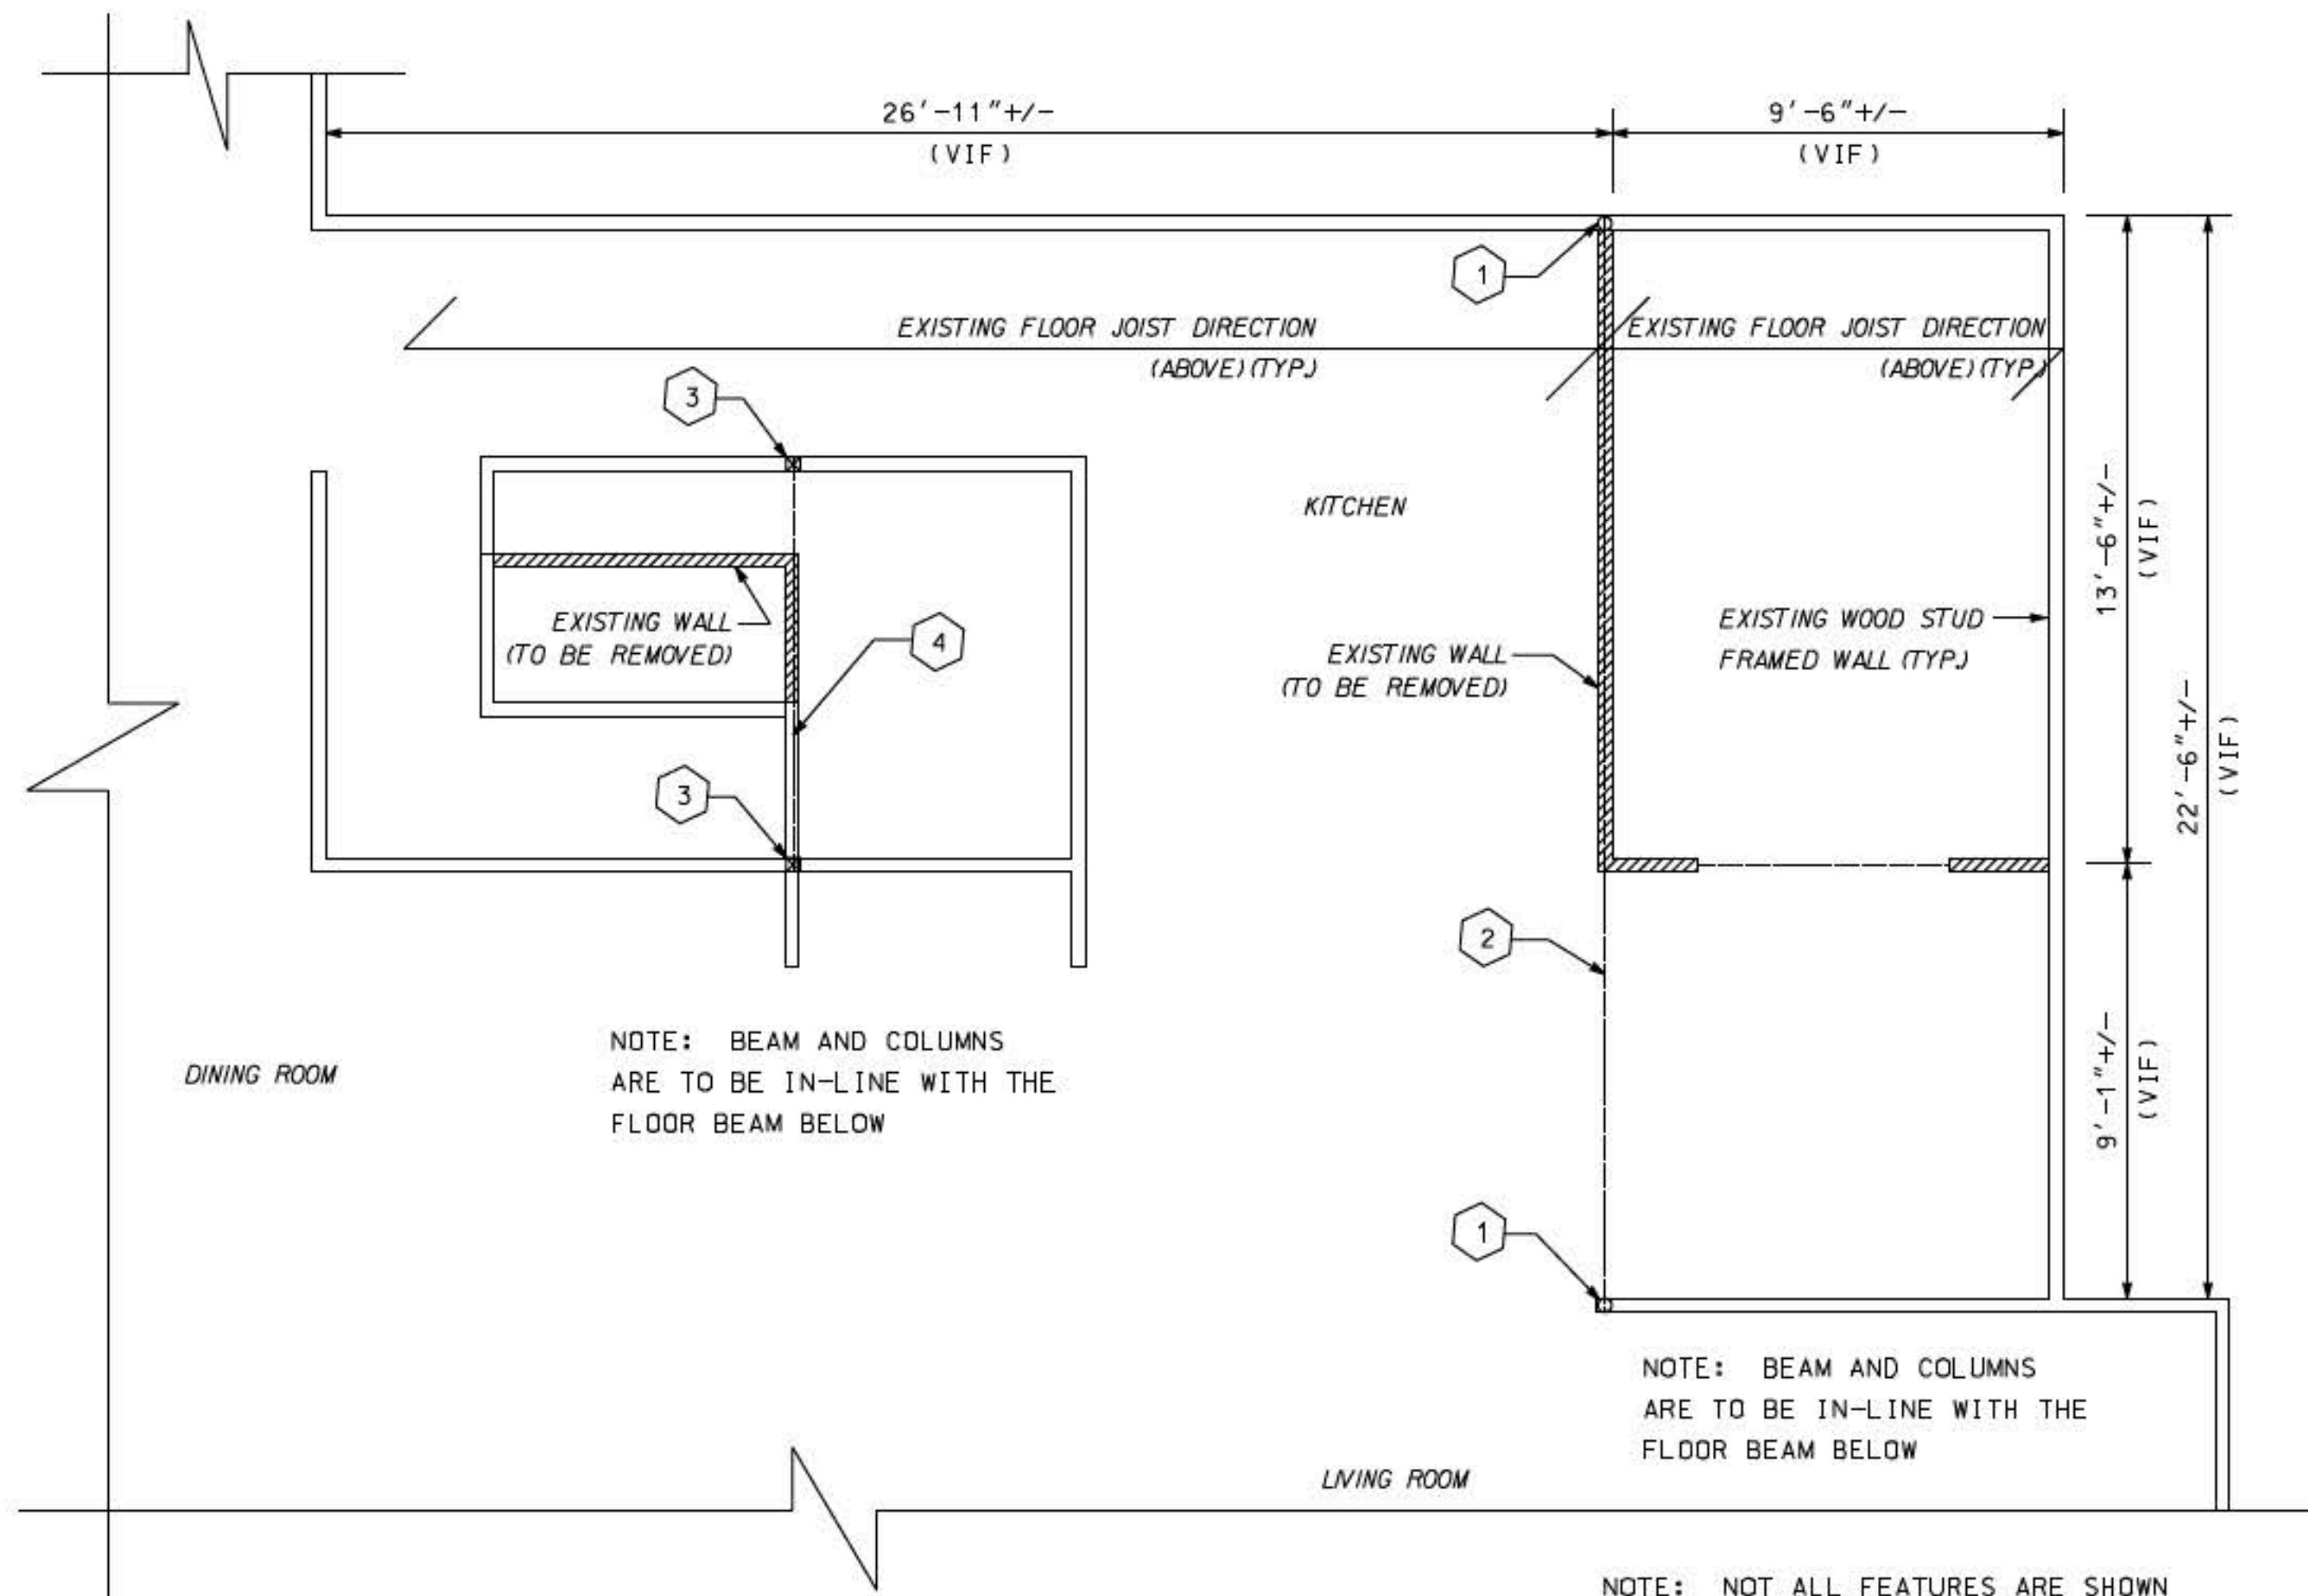 26'-11"+/-
(VIF)
9'-6"+/-
(VIF)
1
EXISTING FLOOR JOIST DIRECTION
(ABOVE)(TYP.)
EXISTING FLOOR JOIST DIRECTION
(ABOVE)(TYP.)
3
KITCHEN
13'-6"+/-
(VIF)
EXISTING WALL
(TO BE REMOVED)
4
EXISTING WALL
(TO BE REMOVED)
EXISTING WOOD STUD
FRAMED WALL (TYP.)
22'-6"+/-
(VIF)
3
2
9'-1"+/-
(VIF)
NOTE: BEAM AND COLUMNS
ARE TO BE IN-LINE WITH THE
FLOOR BEAM BELOW
DINING ROOM
1
NOTE: BEAM AND COLUMNS
ARE TO BE IN-LINE WITH THE
FLOOR BEAM BELOW
LIVING ROOM
NOTE: NOT ALL FEATURES ARE SHOWN